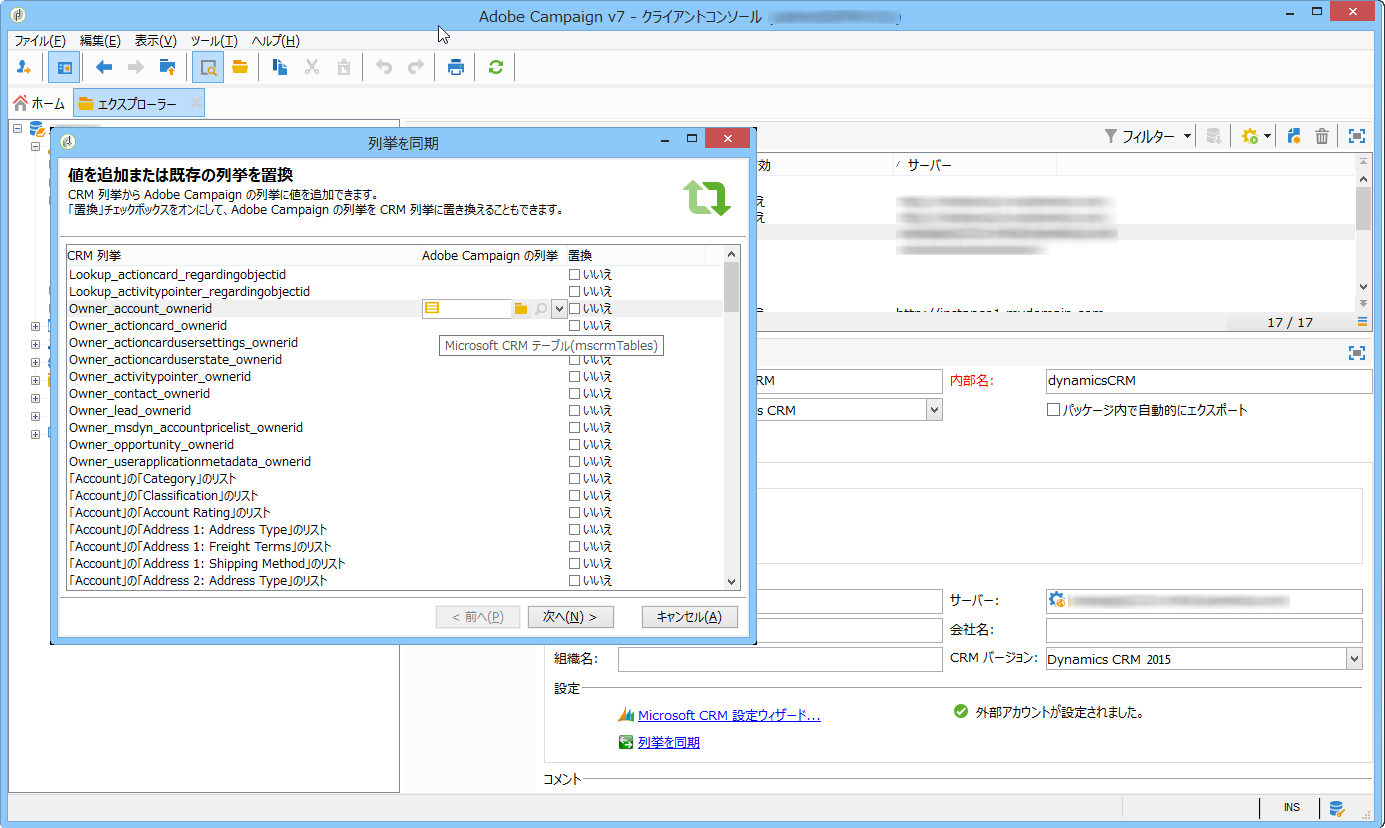 Adobe Campaign v7 - クライアントコンソール
ファイル(F) 編集(E) 表示(V) ツール(T) ヘルプ(H)
ホーム エクスプローラー
フィルター
効 サーバー
え
え
http://instance1.mydomain.com
17 / 17
列挙を同期
値を追加または既存の列挙を置換
CRM 列挙から Adobe Campaign の列挙に値を追加できます。
「置換」チェックボックスをオンにして、Adobe Campaign の列挙を CRM 列挙に置き換えることもできます。
CRM 列挙 Adobe Campaign の列挙 置換
Lookup_actioncard_regardingobjectid いいえ
Lookup_activitypointer_regardingobjectid いいえ
Owner_account_ownerid いいえ
Owner_actioncard_ownerid いいえ
Owner_actioncardusersettings_ownerid
Microsoft CRM テーブル(mscrmTables)
Owner_actioncarduserstate_ownerid いいえ
Owner_activitypointer_ownerid いいえ
Owner_contact_ownerid いいえ
Owner_lead_ownerid いいえ
Owner_msdyn_accountpricelist_ownerid いいえ
Owner_opportunity_ownerid いいえ
Owner_userapplicationmetadata_ownerid いいえ
「Account」の「Category」のリスト いいえ
「Account」の「Classification」のリスト いいえ
「Account」の「Account Rating」のリスト いいえ
「Account」の「Address 1: Address Type」のリスト いいえ
「Account」の「Address 1: Freight Terms」のリスト いいえ
「Account」の「Address 1: Shipping Method」のリスト いいえ
「Account」の「Address 2: Address Type」のリスト いいえ
< 前へ(P) 次へ(N) > キャンセル(A)
RM 内部名: dynamicsCRM
s CRM パッケージ内で自動的にエクスポート
サーバー:
会社名:
組織名: CRM バージョン: Dynamics CRM 2015
設定
Microsoft CRM 設定ウィザード... 外部アカウントが設定されました。
列挙を同期
コメント
INS